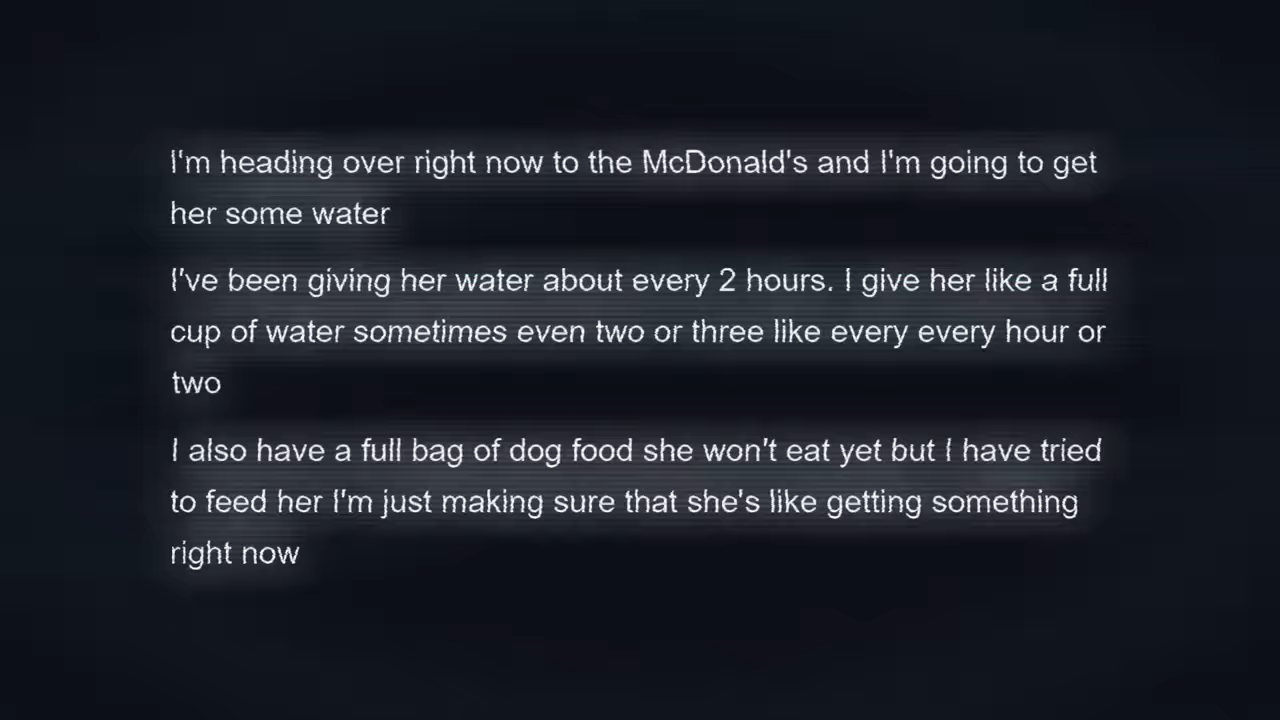 I'm heading over right now to the McDonald's and I'm going to get
her some water
I've been giving her water about every 2 hours. I give her like a full
cup of water sometimes even two or three like every every hour or
two
I also have a full bag of dog food she won't eat yet but I have tried
to feed her I'm just making sure that she's like getting something
right now